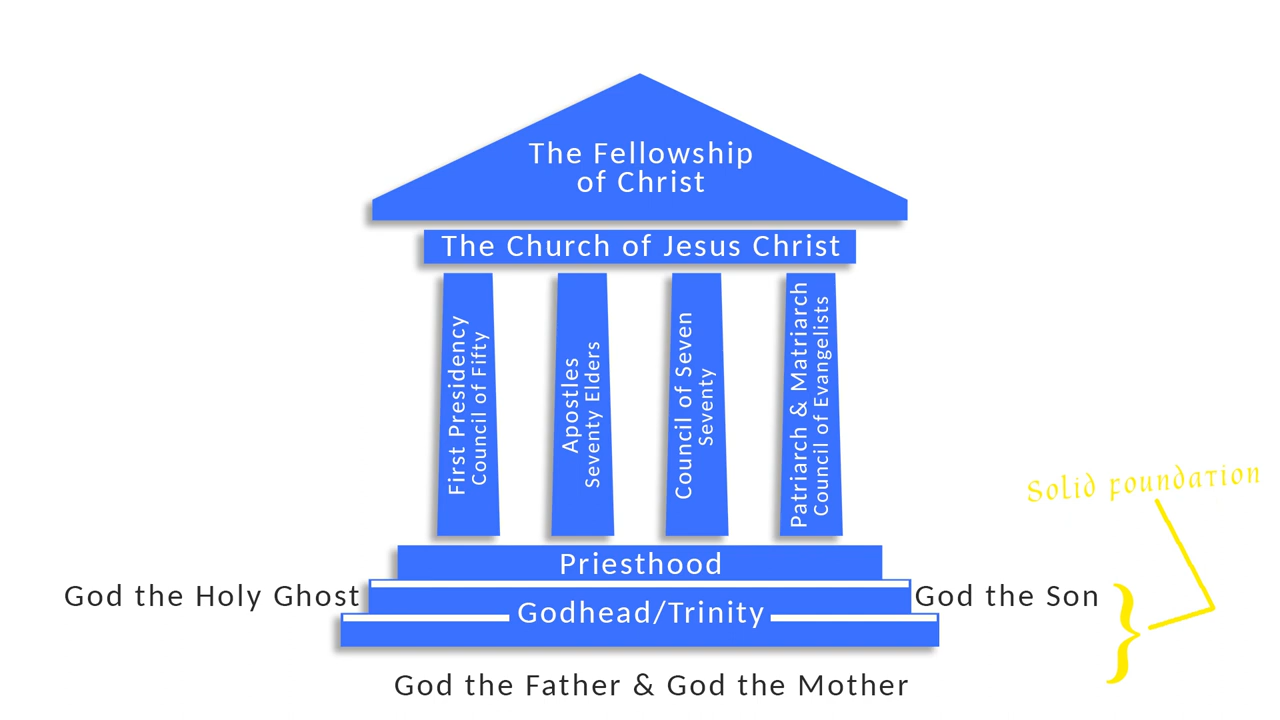 The Fellowship
of Christ
The Church of Jesus Christ
First Presidency
Council of Fifty
Apostles
Seventy Elders
Council of Seven
Seventy
Patriarch & Matriarch
Council of Evangelists
Solid foundation
Priesthood
God the Holy Ghost
God the Son
Godhead/Trinity
God the Father & God the Mother